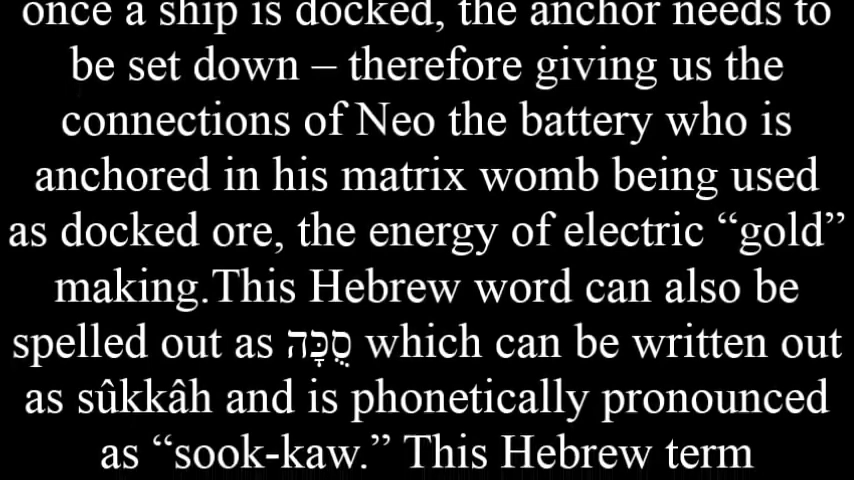 once a ship is docked, the anchor needs to
be set down – therefore giving us the
connections of Neo the battery who is
anchored in his matrix womb being used
as docked ore, the energy of electric “gold”
making.This Hebrew word can also be
spelled out as סֻכָּה which can be written out
as sûkkâh and is phonetically pronounced
as “sook-kaw.” This Hebrew term